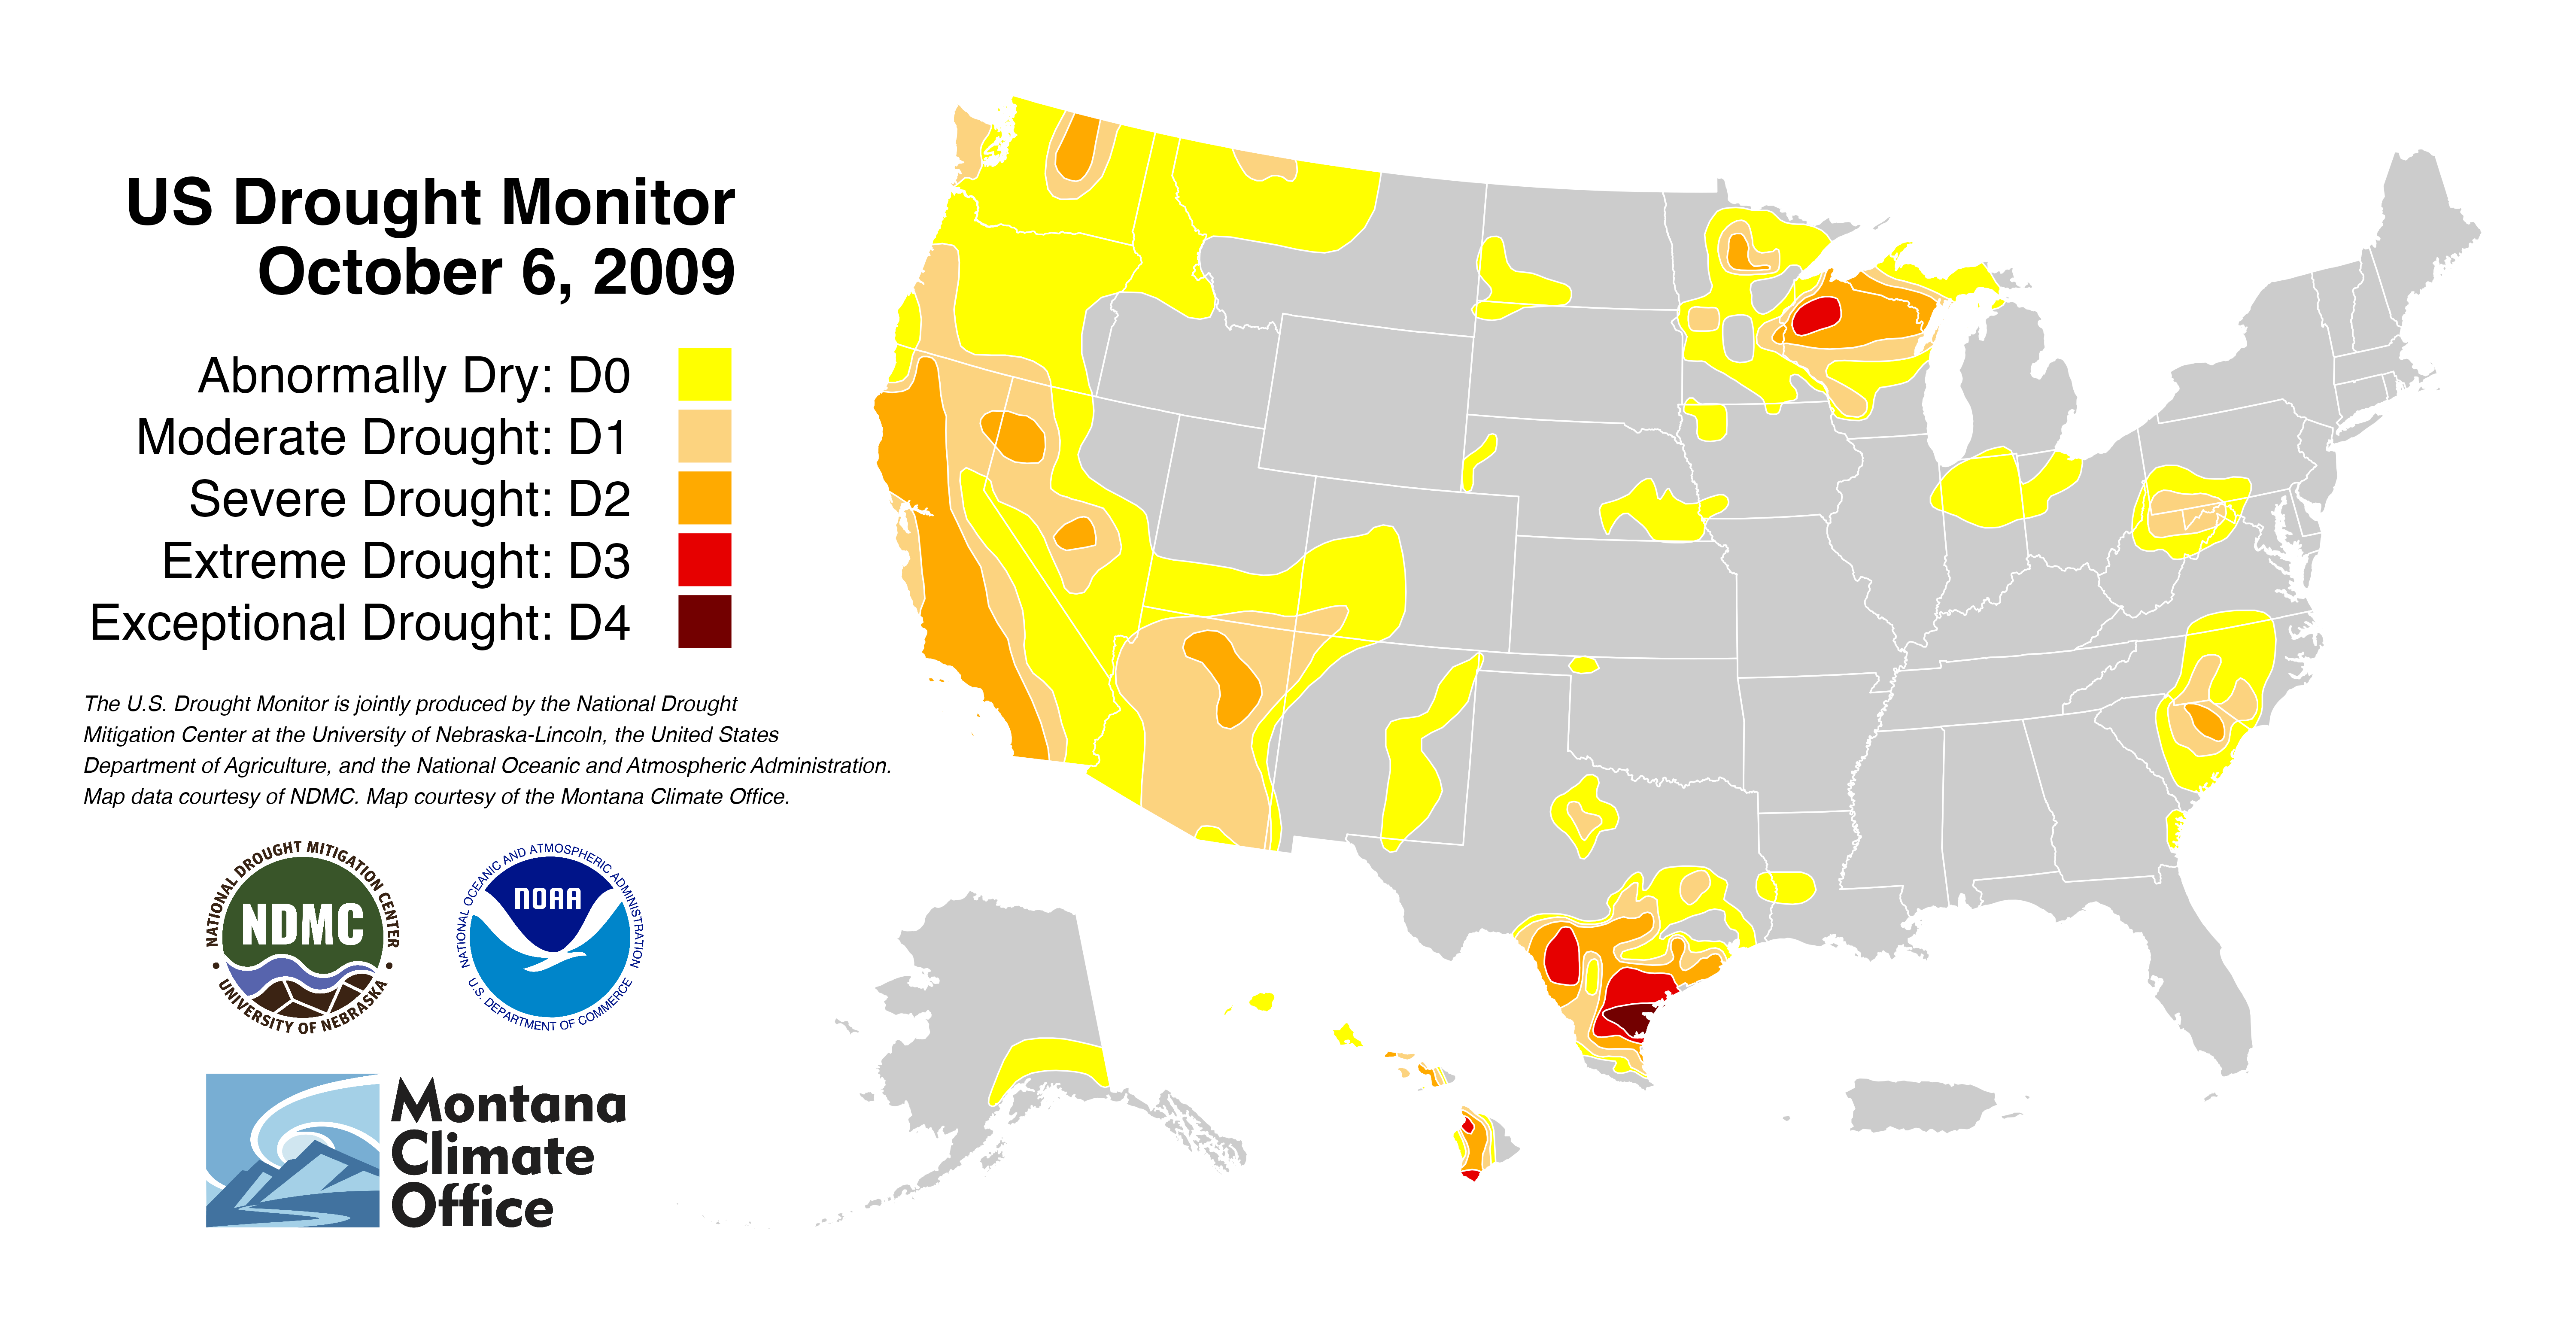 US Drought Monitor
October 6, 2009
Abnormally Dry: D0
Moderate Drought: D1
Severe Drought: D2
Extreme Drought: D3
Exceptional Drought: D4
The U.S. Drought Monitor is jointly produced by the National Drought
Mitigation Center at the University of Nebraska-Lincoln, the United States
Department of Agriculture, and the National Oceanic and Atmospheric Administration.
Map data courtesy of NDMC. Map courtesy of the Montana Climate Office.
NATIONAL DROUGHT MITIGATION CENTER
NDMC
UNIVERSITY OF NEBRASKA
NATIONAL OCEANIC AND ATMOSPHERIC ADMINISTRATION
NOAA
U.S. DEPARTMENT OF COMMERCE
Montana
Climate
Office